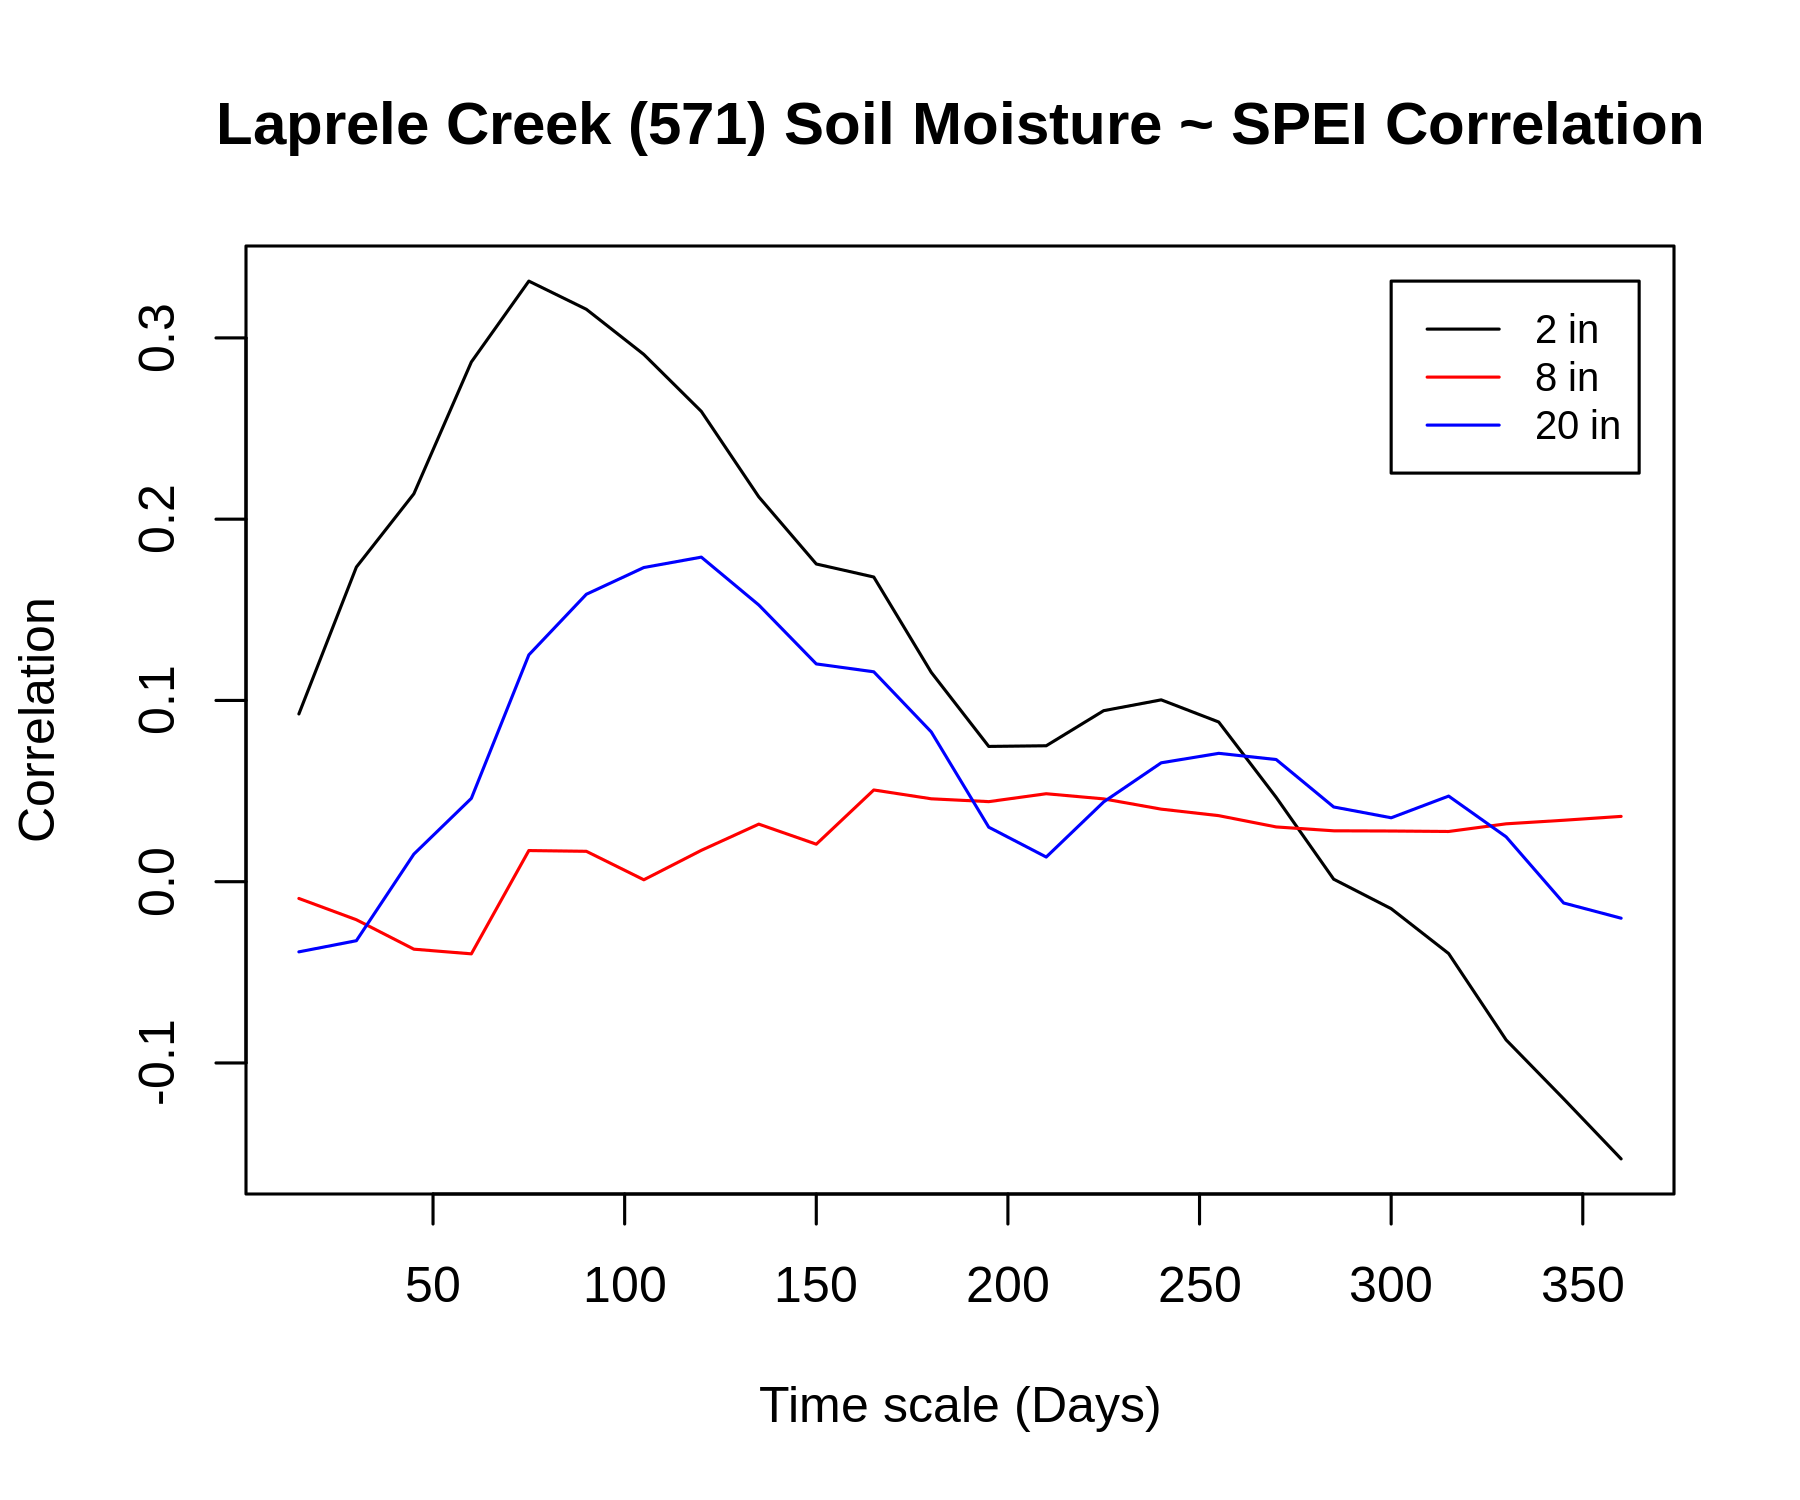 Laprele Creek (571) Soil Moisture ~ SPEI Correlation
2 in
8 in
20 in
Correlation
0.3
0.2
0.1
0.0
-0.1
50 100 150 200 250 300 350
Time scale (Days)